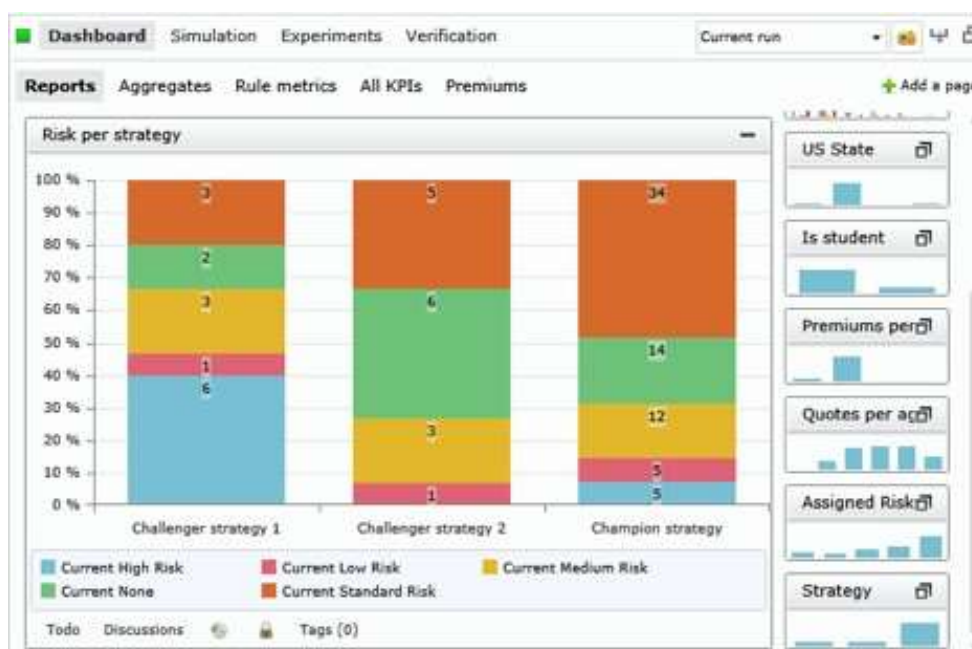 Dashboard Simulation Experiments Verification Current run
Reports Aggregates Rule metrics All KPIs Premiums Add a page
Risk per strategy
100 %
90 %
80 %
70 %
60 %
50 %
40 %
30 %
20 %
10 %
0 %
3 5 34
2 6 14
3 3 12
1 1 5
6 5
Challenger strategy 1 Challenger strategy 2 Champion strategy
Current High Risk Current Low Risk Current Medium Risk
Current None Current Standard Risk
Todo Discussions Tags (0)
US State
Is student
Premiums per
Quotes per
Assigned Risk
Strategy